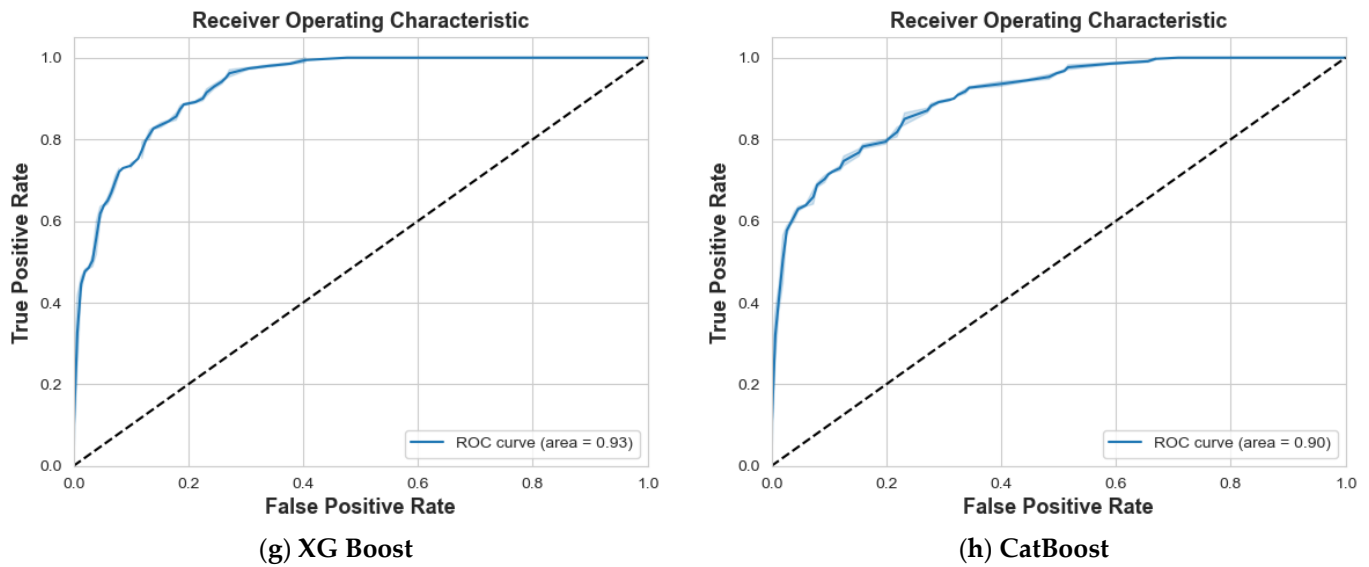 Receiver Operating Characteristic
1.0
0.8
0.6
0.4
0.2
0.0
True Positive Rate
ROC curve (area = 0.93)
0.0 0.2 0.4 0.6 0.8 1.0
False Positive Rate
(g) XG Boost
Receiver Operating Characteristic
1.0
0.8
0.6
0.4
0.2
0.0
True Positive Rate
ROC curve (area = 0.90)
0.0 0.2 0.4 0.6 0.8 1.0
False Positive Rate
(h) CatBoost